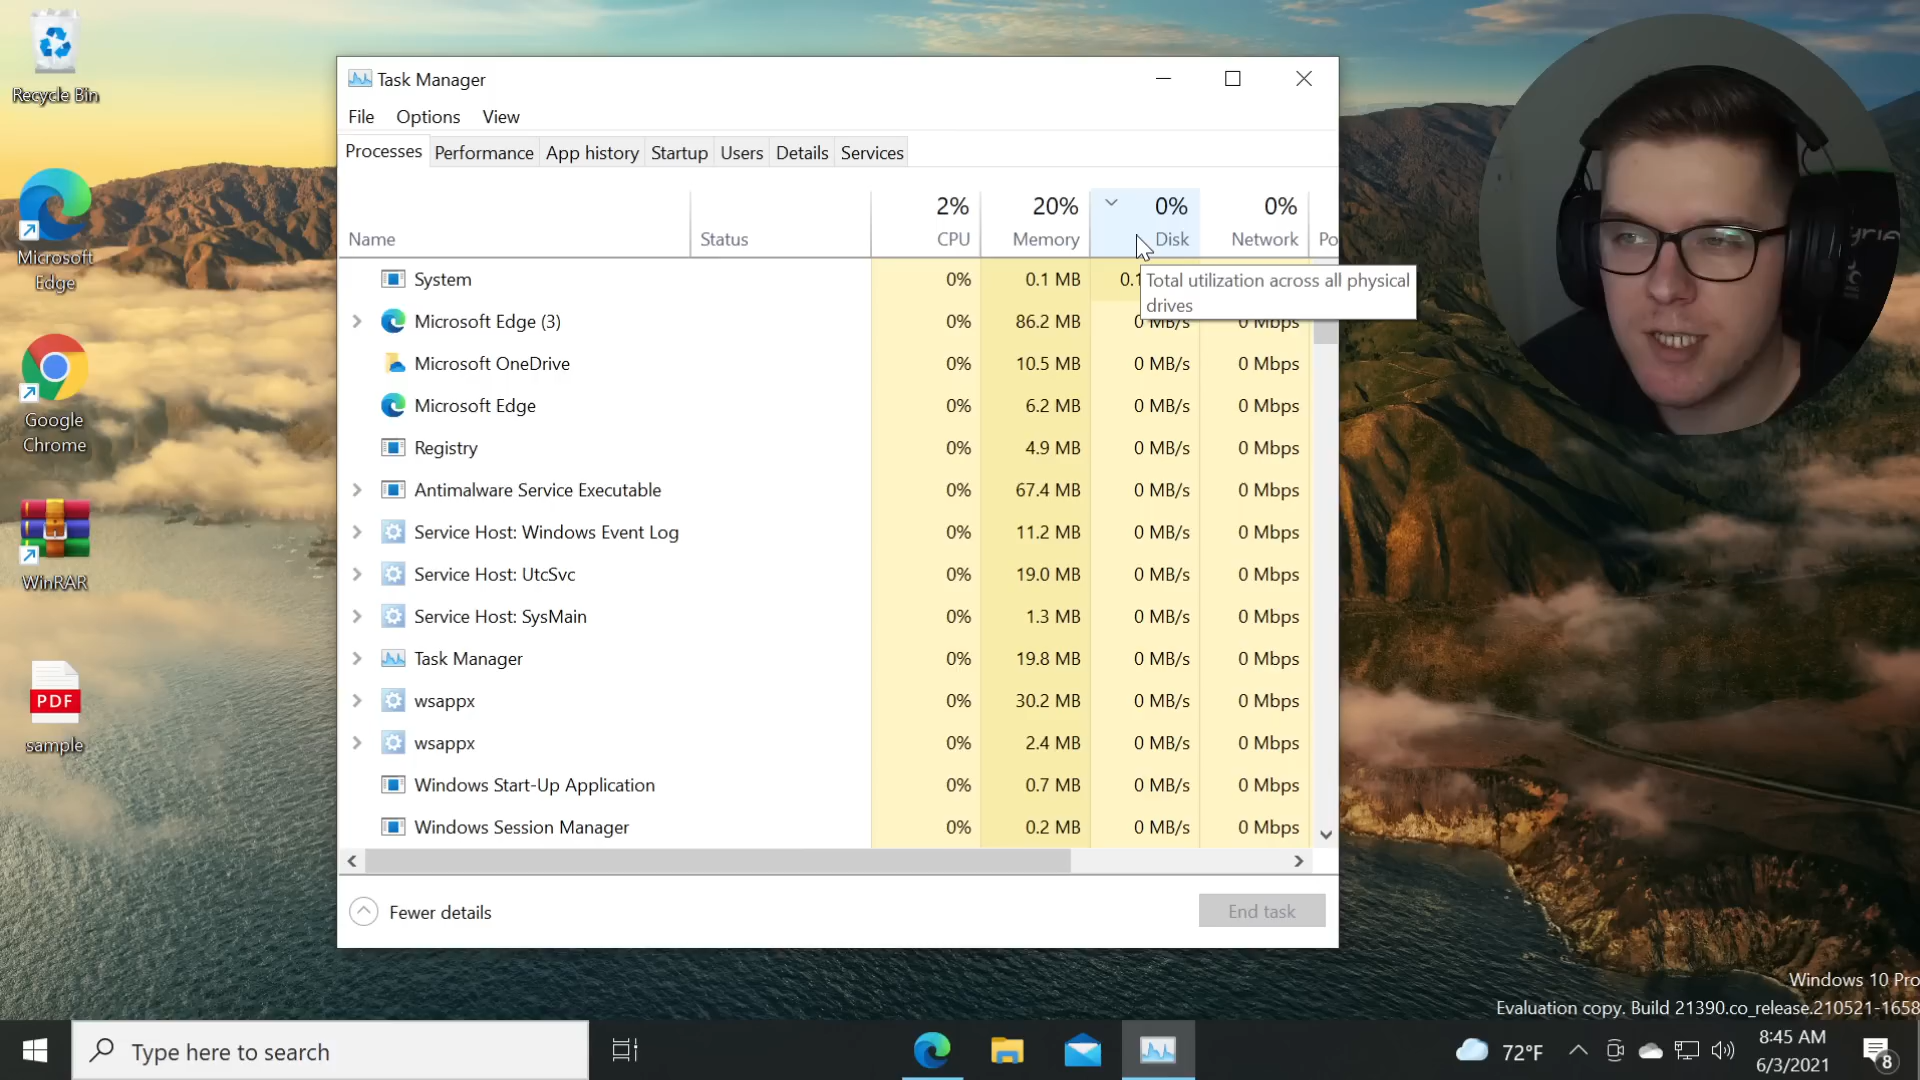 Recycle Bin
Microsoft
Edge
Google
Chrome
WinRAR
PDF
sample
Task Manager
File Options View
Processes Performance App history Startup Users Details Services
2% 20% 0% 0%
Name Status CPU Memory Disk Network Po
System 0% 0.1 MB 0.1
Total utilization across all physical
drives
Microsoft Edge (3) 0% 86.2 MB 0 MB/s 0 Mbps
Microsoft OneDrive 0% 10.5 MB 0 MB/s 0 Mbps
Microsoft Edge 0% 6.2 MB 0 MB/s 0 Mbps
Registry 0% 4.9 MB 0 MB/s 0 Mbps
Antimalware Service Executable 0% 67.4 MB 0 MB/s 0 Mbps
Service Host: Windows Event Log 0% 11.2 MB 0 MB/s 0 Mbps
Service Host: UtcSvc 0% 19.0 MB 0 MB/s 0 Mbps
Service Host: SysMain 0% 1.3 MB 0 MB/s 0 Mbps
Task Manager 0% 19.8 MB 0 MB/s 0 Mbps
wsappx 0% 30.2 MB 0 MB/s 0 Mbps
wsappx 0% 2.4 MB 0 MB/s 0 Mbps
Windows Start-Up Application 0% 0.7 MB 0 MB/s 0 Mbps
Windows Session Manager 0% 0.2 MB 0 MB/s 0 Mbps
Fewer details End task
Windows 10 Pro
Evaluation copy. Build 21390.co_release.210521-1658
Type here to search
72°F
8:45 AM
6/3/2021
8